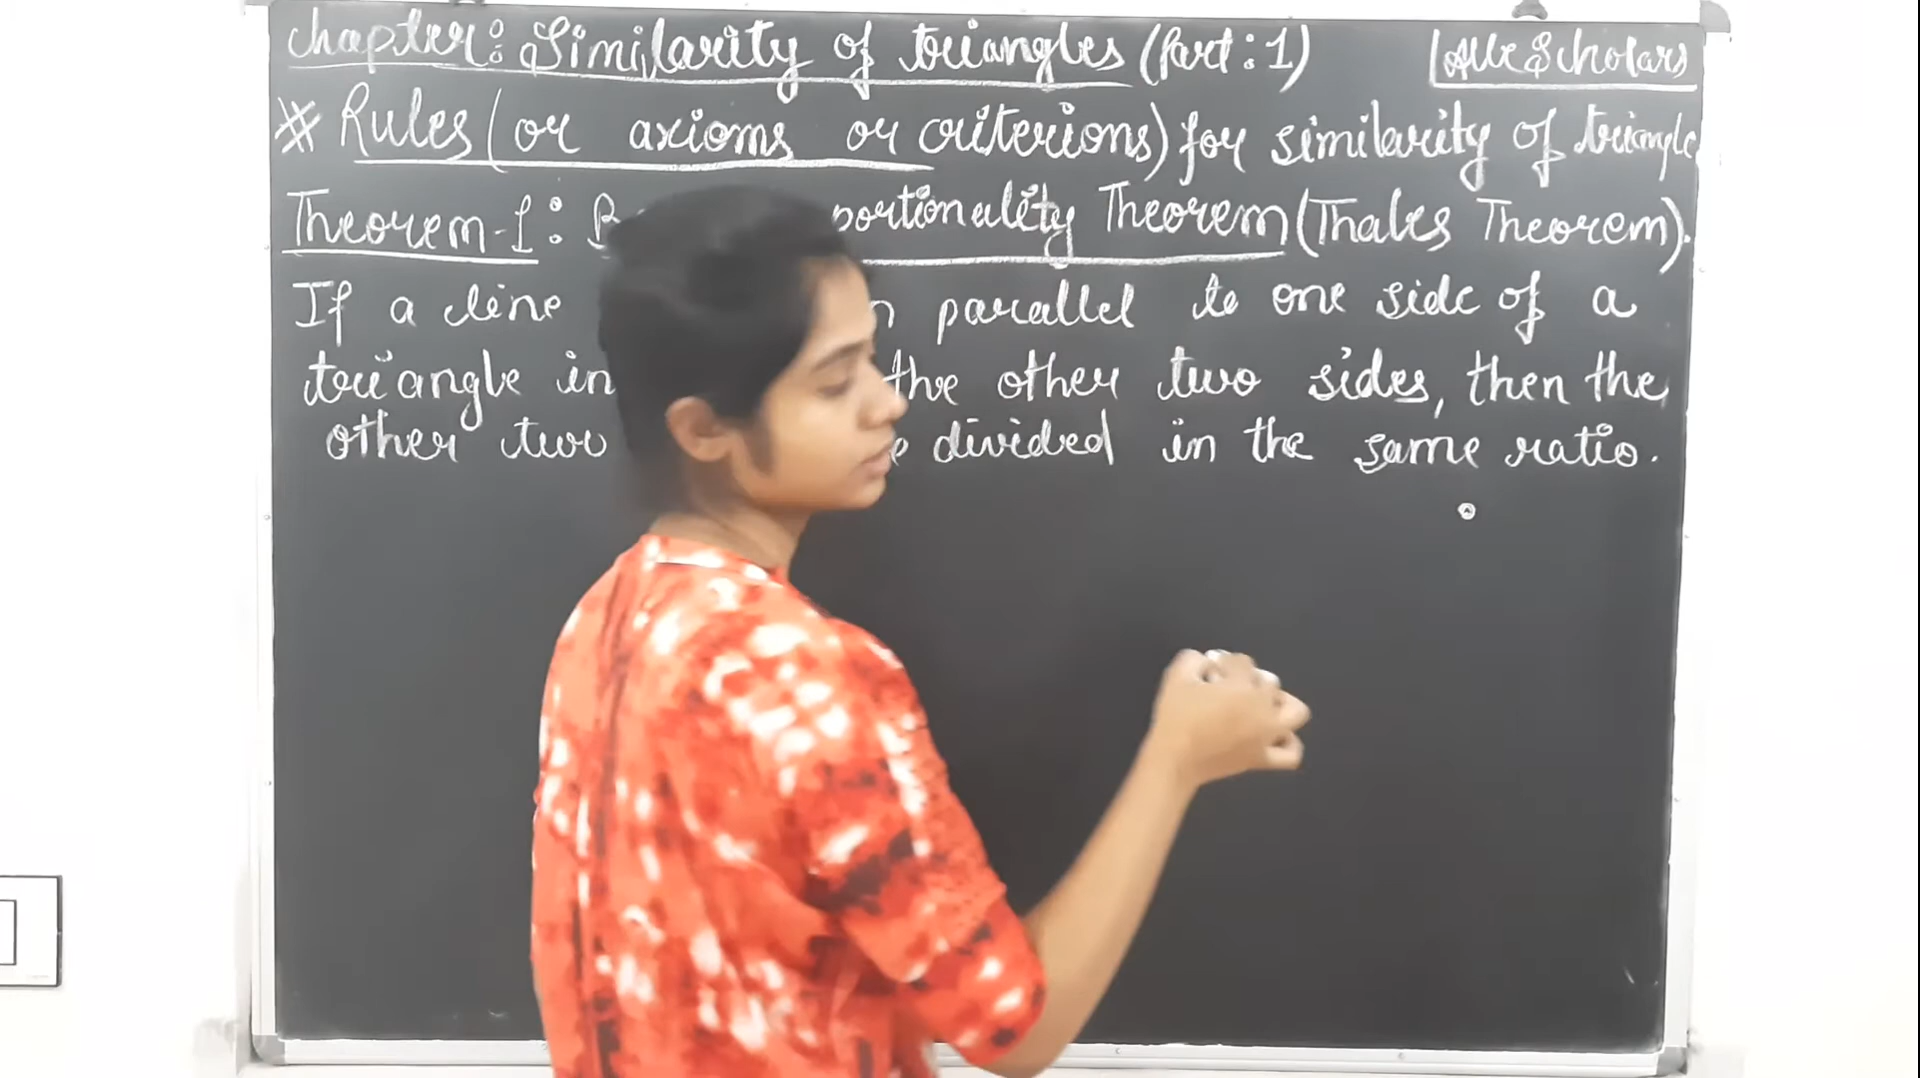 Chapter: Similarity of triangles (Part:1) All Scholars
* Rules (or axioms or criterions) for similarity of triangle
Theorem-1: B portionality Theorem (Thales Theorem).
If a line n parallel to one side of a
triangle in the other two sides, then the
other two e divided in the same ratio.